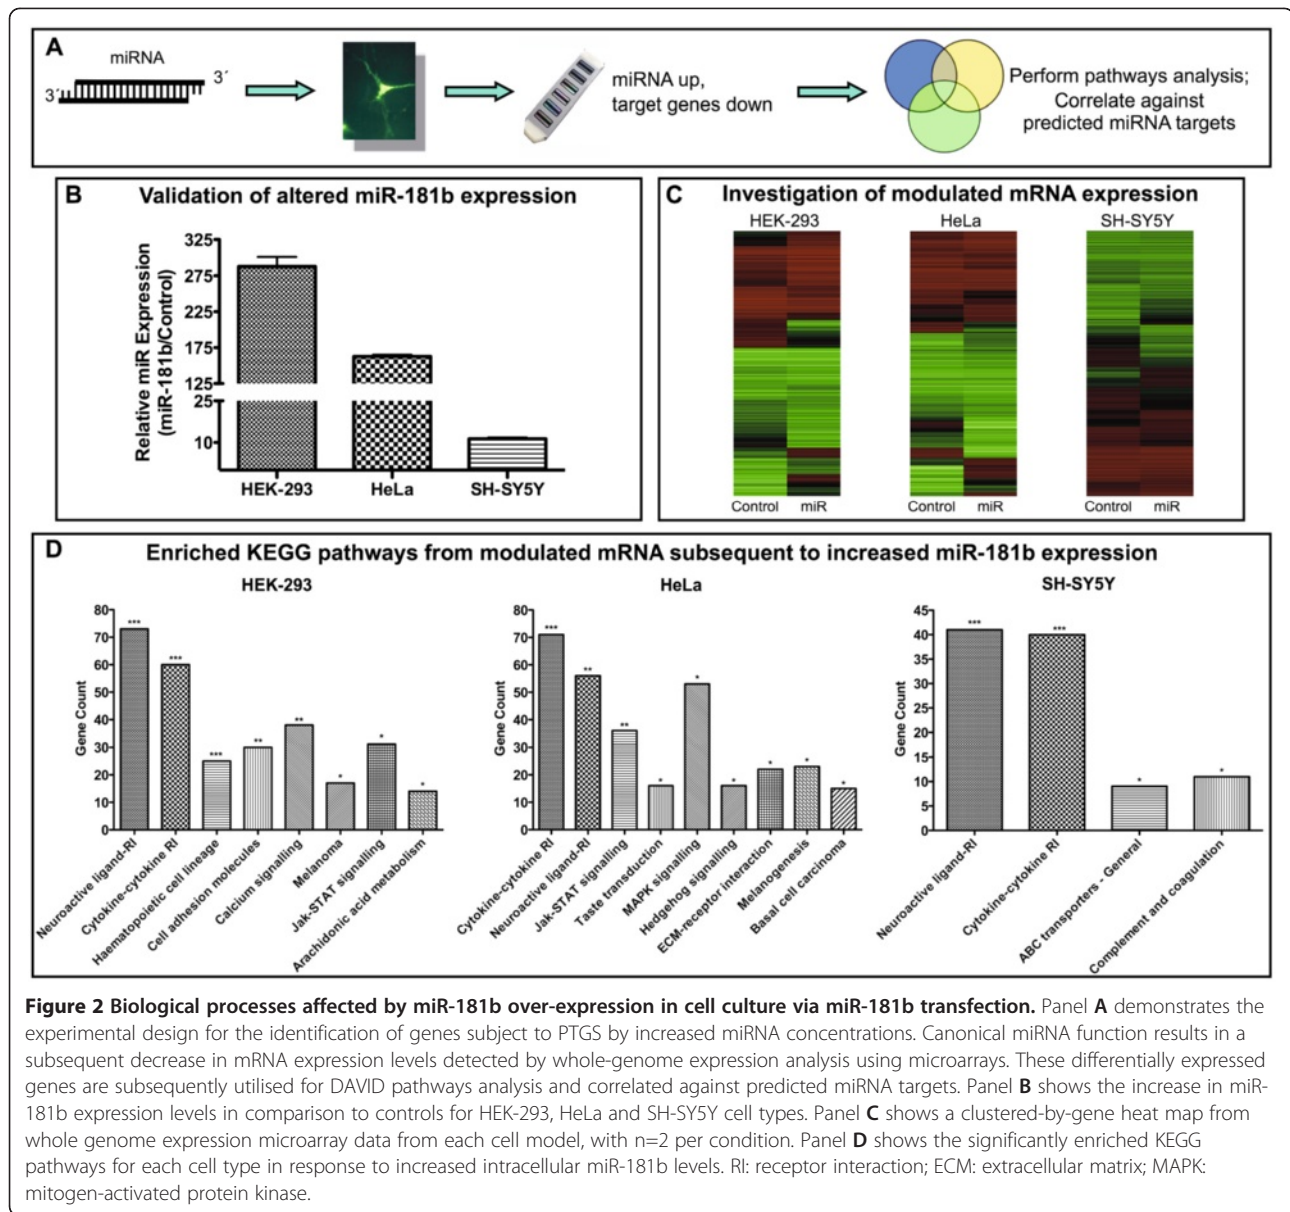 A
miRNA
3´
3´
miRNA up,
target genes down
Perform pathways analysis;
Correlate against
predicted miRNA targets
B
Validation of altered miR-181b expression
Relative miR Expression
(miR-181b/Control)
325
275
225
175
125
25
10
HEK-293 HeLa SH-SY5Y
C
Investigation of modulated mRNA expression
HEK-293 HeLa SH-SY5Y
Control miR Control miR Control miR
D
Enriched KEGG pathways from modulated mRNA subsequent to increased miR-181b expression
HEK-293
Gene Count
80
70
60
50
40
30
20
10
0
*** *** *** ** ** * * *
Neuroactive ligand-RI
Cytokine-cytokine RI
Haematopoietic cell lineage
Cell adhesion molecules
Calcium signalling
Melanoma
Jak-STAT signalling
Arachidonic acid metabolism
HeLa
Gene Count
80
70
60
50
40
30
20
10
0
*** ** ** * * * * * *
Cytokine-cytokine RI
Neuroactive ligand-RI
Jak-STAT signalling
Taste transduction
MAPK signalling
Hedgehog signalling
ECM-receptor interaction
Melanogenesis
Basal cell carcinoma
SH-SY5Y
Gene Count
45
40
35
30
25
20
15
10
5
0
*** *** * *
Neuroactive ligand-RI
Cytokine-cytokine RI
ABC transporters - General
Complement and coagulation
Figure 2 Biological processes affected by miR-181b over-expression in cell culture via miR-181b transfection. Panel A demonstrates the
experimental design for the identification of genes subject to PTGS by increased miRNA concentrations. Canonical miRNA function results in a
subsequent decrease in mRNA expression levels detected by whole-genome expression analysis using microarrays. These differentially expressed
genes are subsequently utilised for DAVID pathways analysis and correlated against predicted miRNA targets. Panel B shows the increase in miR-
181b expression levels in comparison to controls for HEK-293, HeLa and SH-SY5Y cell types. Panel C shows a clustered-by-gene heat map from
whole genome expression microarray data from each cell model, with n=2 per condition. Panel D shows the significantly enriched KEGG
pathways for each cell type in response to increased intracellular miR-181b levels. RI: receptor interaction; ECM: extracellular matrix; MAPK:
mitogen-activated protein kinase.